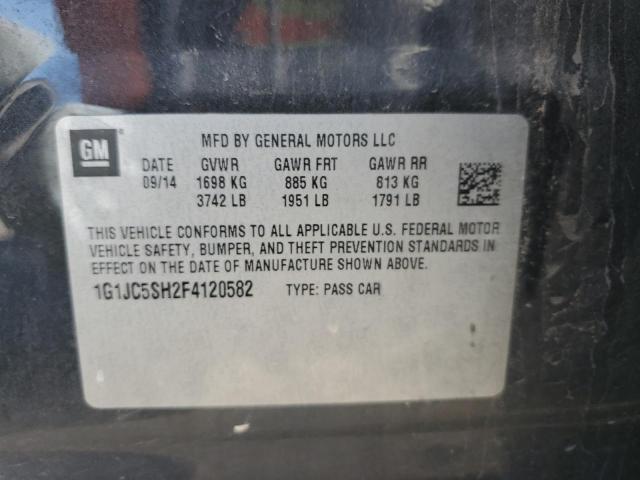 GM
MFD BY GENERAL MOTORS LLC
DATE GVWR GAWR FRT GAWR RR
09/14 1698 KG 885 KG 813 KG
3742 LB 1951 LB 1791 LB
THIS VEHICLE CONFORMS TO ALL APPLICABLE U.S. FEDERAL MOTOR
VEHICLE SAFETY, BUMPER, AND THEFT PREVENTION STANDARDS IN
EFFECT ON THE DATE OF MANUFACTURE SHOWN ABOVE.
1G1JC5SH2F4120582 TYPE: PASS CAR